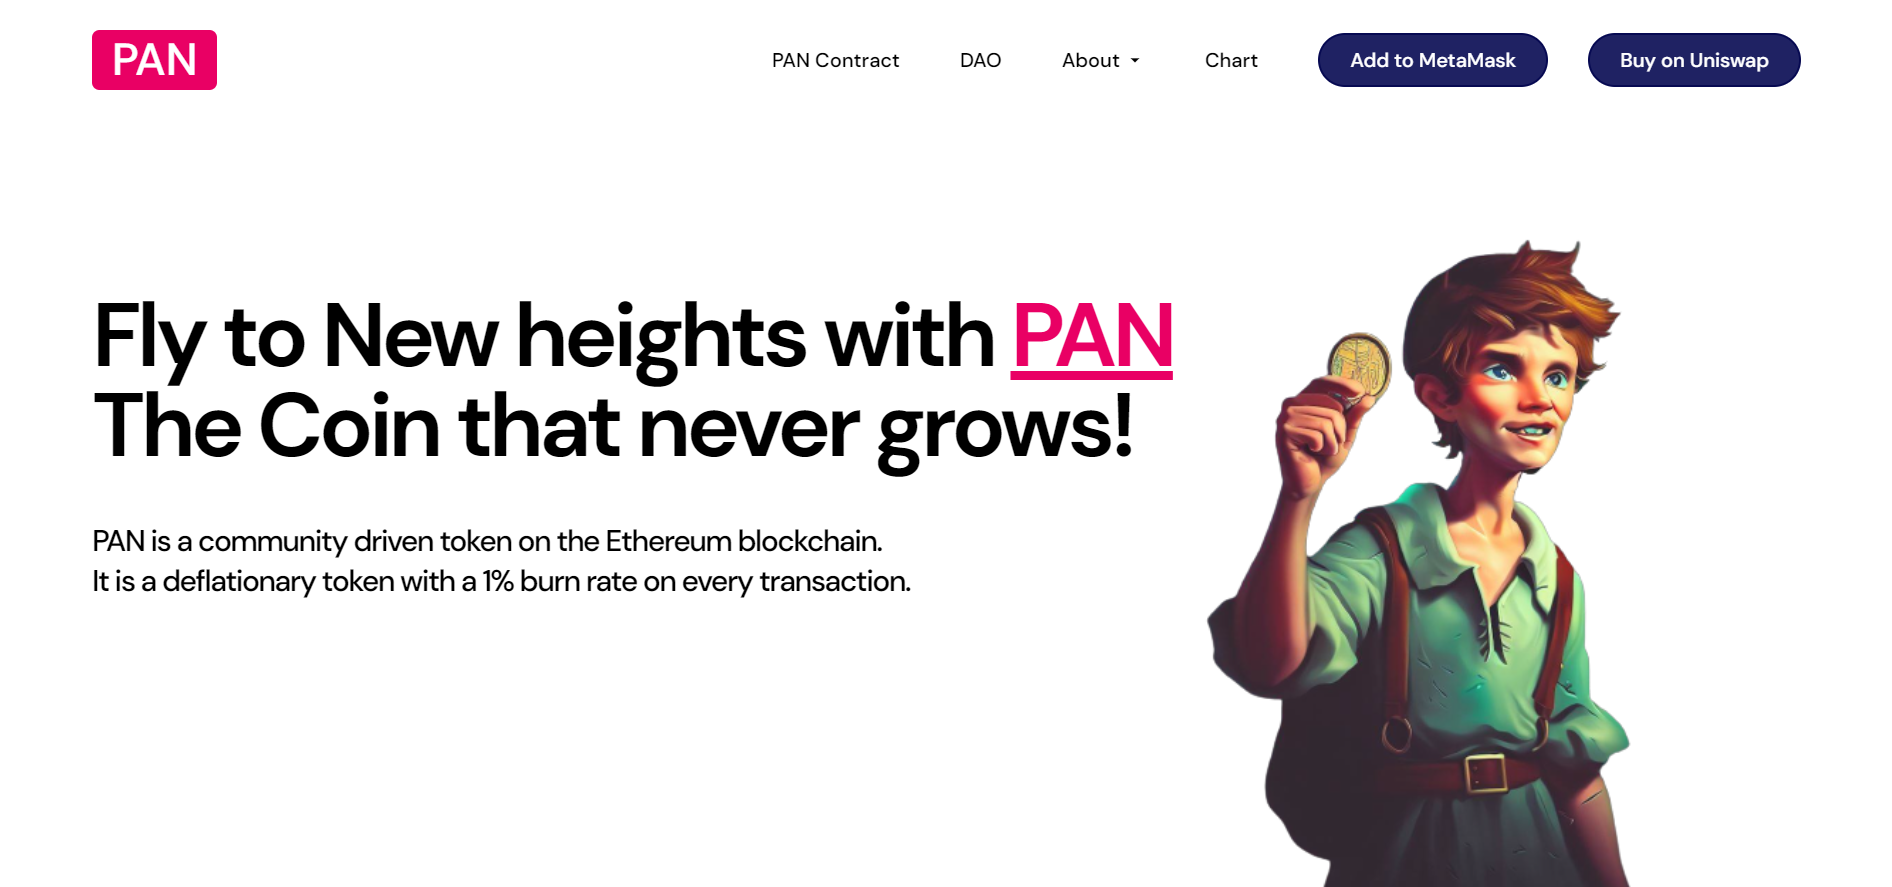 PAN
PAN Contract
DAO
About
Chart
Add to MetaMask
Buy on Uniswap
Fly to New heights with PAN
The Coin that never grows!
PAN is a community driven token on the Ethereum blockchain.
It is a deflationary token with a 1% burn rate on every transaction.